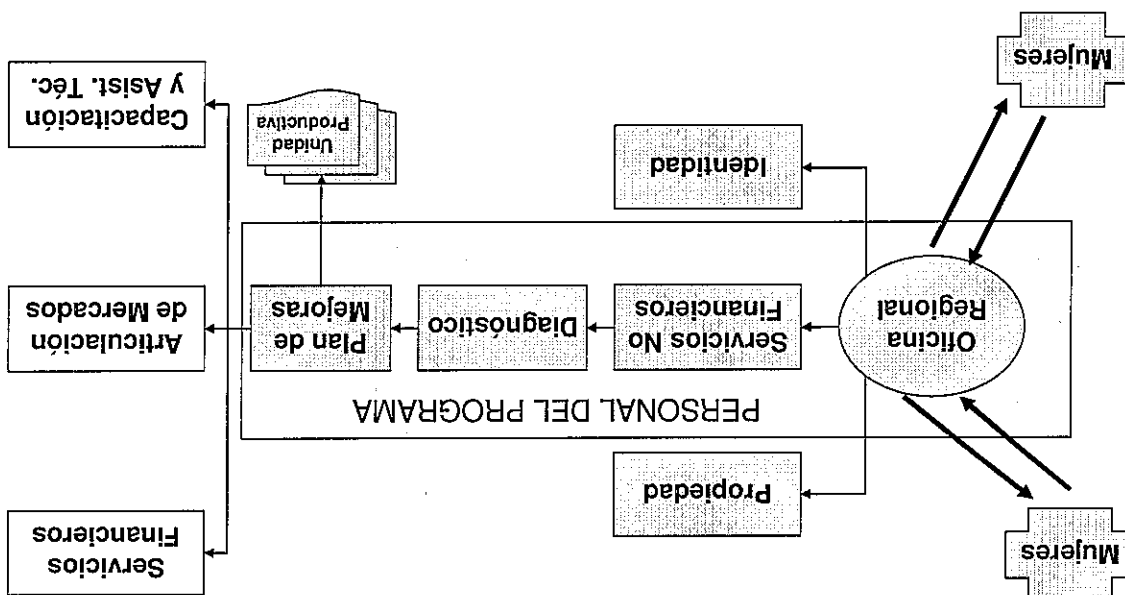 Mujeres
Propiedad
Servicios
Financieros
PERSONAL DEL PROGRAMA
Oficina
Regional
Servicios No
Financieros
Diagnóstico
Plan de
Mejoras
Articulación
de Mercados
Identidad
Unidad
Productiva
Mujeres
Capacitación
y Asist. Téc.